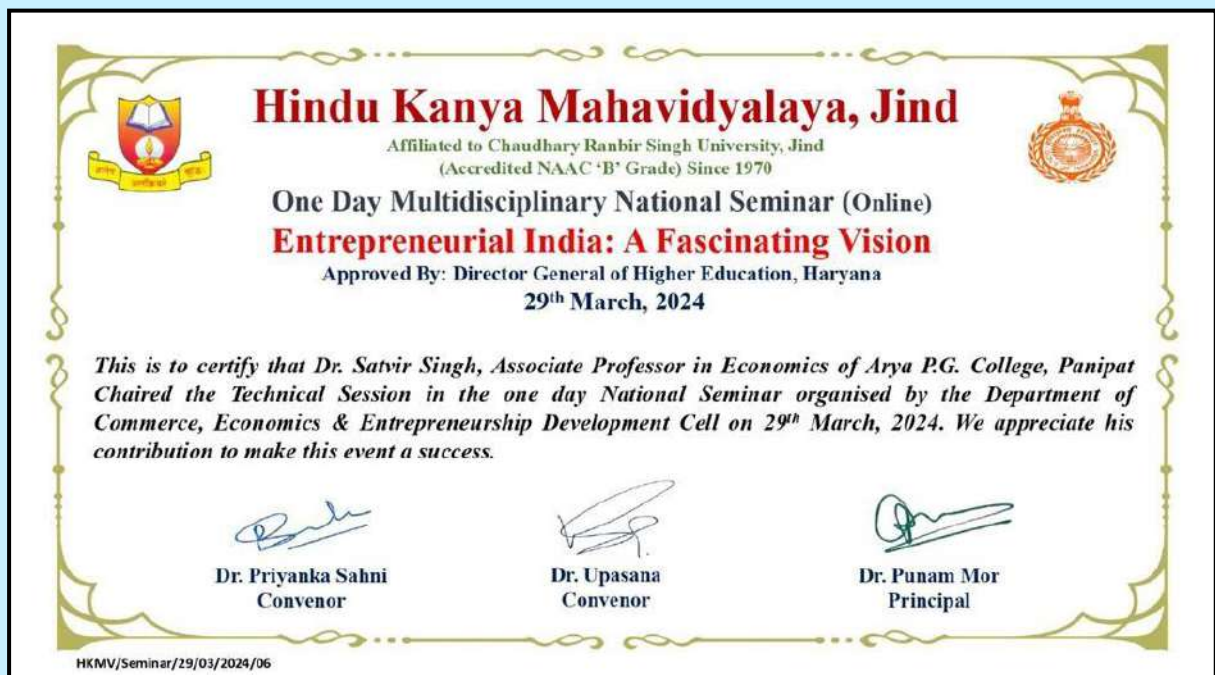 Hindu Kanya Mahavidyalaya, Jind
Affiliated to Chaudhary Ranbir Singh University, Jind
(Accredited NAAC ‘B’ Grade) Since 1970
One Day Multidisciplinary National Seminar (Online)
Entrepreneurial India: A Fascinating Vision
Approved By: Director General of Higher Education, Haryana
29th March, 2024
This is to certify that Dr. Satvir Singh, Associate Professor in Economics of Arya P.G. College, Panipat
Chaired the Technical Session in the one day National Seminar organised by the Department of
Commerce, Economics & Entrepreneurship Development Cell on 29th March, 2024. We appreciate his
contribution to make this event a success.
Dr. Priyanka Sahni
Convenor
Dr. Upasana
Convenor
Dr. Punam Mor
Principal
HKMV/Seminar/29/03/2024/06